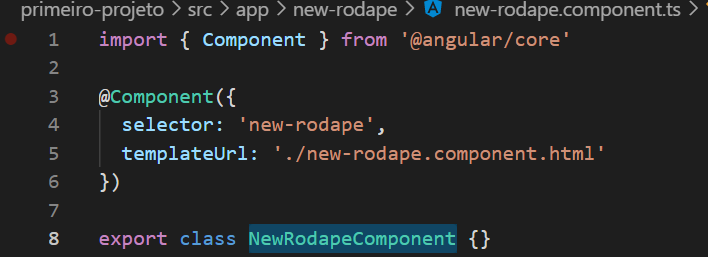 primeiro-projeto > src > app > new-rodape > new-rodape.component.ts >
1 import { Component } from '@angular/core'
2
3 @Component({
4   selector: 'new-rodape',
5   templateUrl: './new-rodape.component.html'
6 })
7
8 export class NewRodapeComponent {}